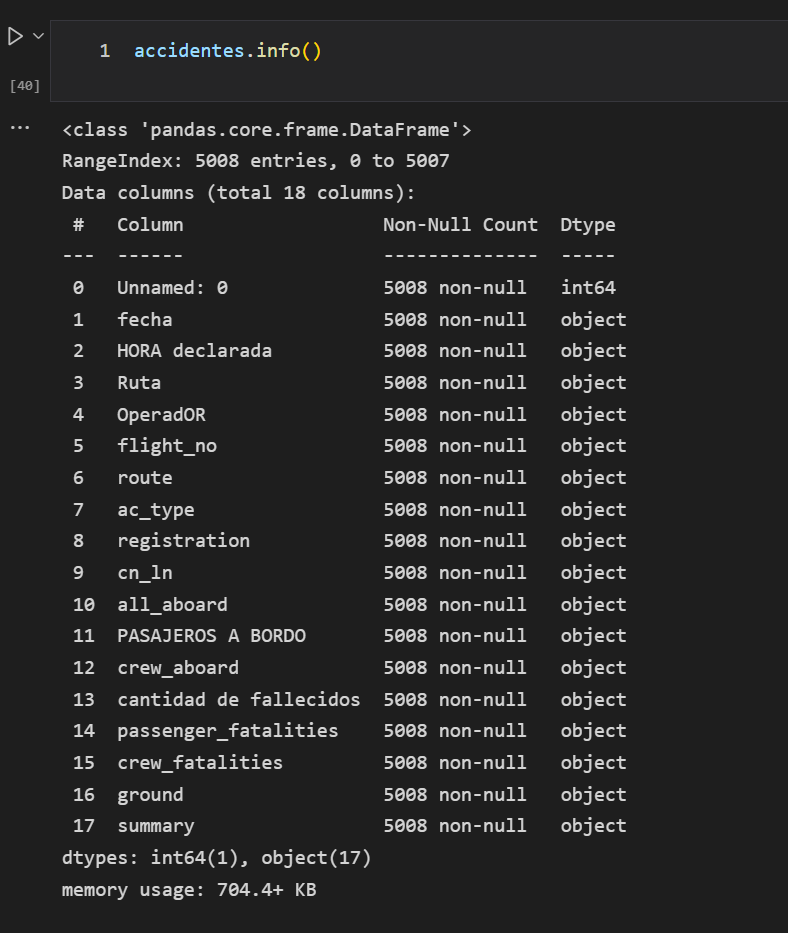 1 accidentes.info()
[40]
... <class 'pandas.core.frame.DataFrame'>
RangeIndex: 5008 entries, 0 to 5007
Data columns (total 18 columns):
 #   Column                  Non-Null Count  Dtype
---  ------                  --------------  -----
 0   Unnamed: 0              5008 non-null   int64
 1   fecha                   5008 non-null   object
 2   HORA declarada          5008 non-null   object
 3   Ruta                    5008 non-null   object
 4   OperadOR                5008 non-null   object
 5   flight_no               5008 non-null   object
 6   route                   5008 non-null   object
 7   ac_type                 5008 non-null   object
 8   registration            5008 non-null   object
 9   cn_ln                   5008 non-null   object
 10  all_aboard              5008 non-null   object
 11  PASAJEROS A BORDO       5008 non-null   object
 12  crew_aboard             5008 non-null   object
 13  cantidad de fallecidos  5008 non-null   object
 14  passenger_fatalities    5008 non-null   object
 15  crew_fatalities         5008 non-null   object
 16  ground                  5008 non-null   object
 17  summary                 5008 non-null   object
dtypes: int64(1), object(17)
memory usage: 704.4+ KB